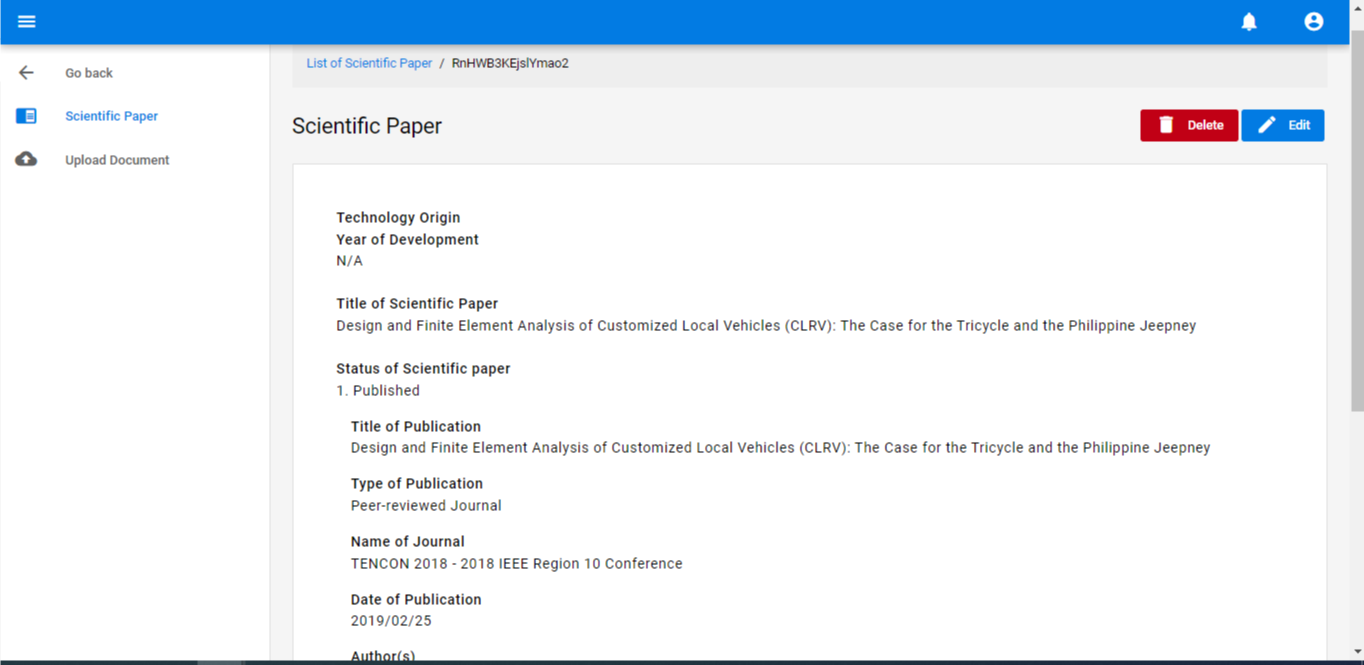 List of Scientific Paper / RnHWB3KEjslYmao2
Go back
Scientific Paper
Upload Document
Scientific Paper
Delete
Edit
Technology Origin
Year of Development
N/A
Title of Scientific Paper
Design and Finite Element Analysis of Customized Local Vehicles (CLRV): The Case for the Tricycle and the Philippine Jeepney
Status of Scientific paper
1. Published
Title of Publication
Design and Finite Element Analysis of Customized Local Vehicles (CLRV): The Case for the Tricycle and the Philippine Jeepney
Type of Publication
Peer-reviewed Journal
Name of Journal
TENCON 2018 - 2018 IEEE Region 10 Conference
Date of Publication
2019/02/25
Author(s)